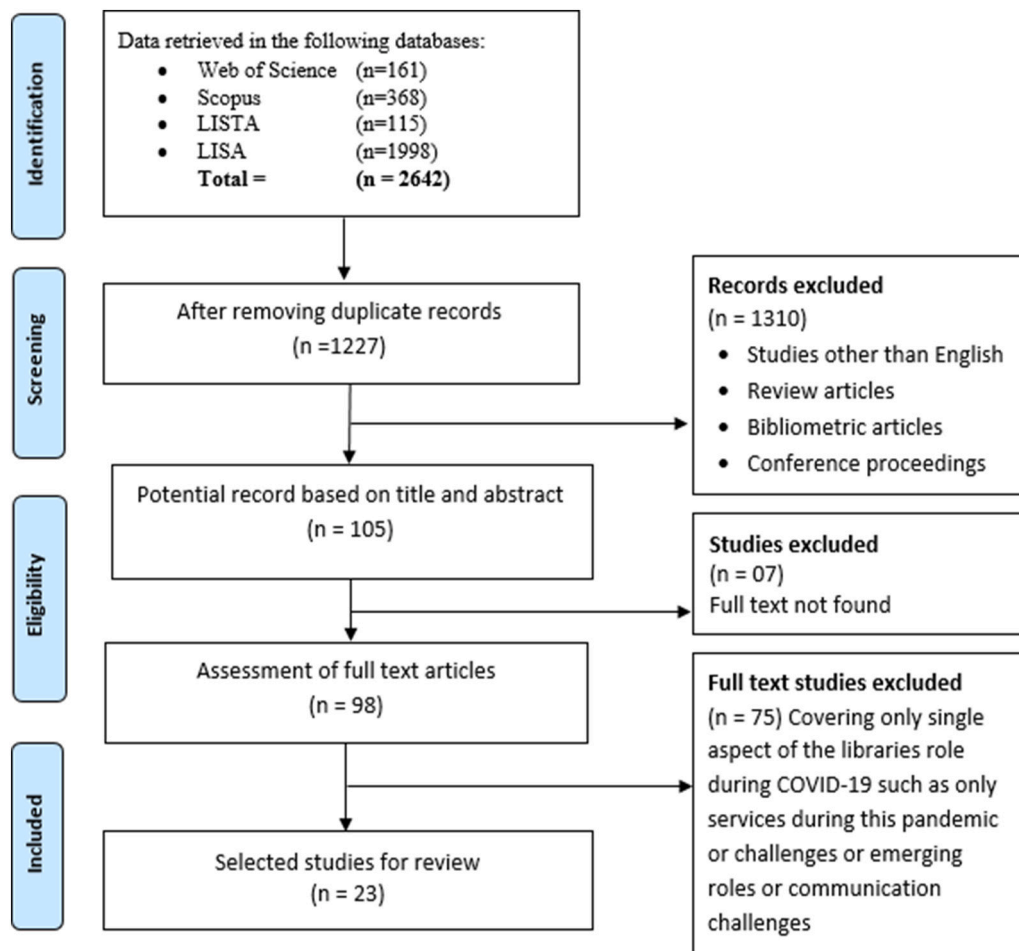 Identification
Data retrieved in the following databases:
• Web of Science (n=161)
• Scopus (n=368)
• LISTA (n=115)
• LISA (n=1998)
Total = (n = 2642)
Screening
After removing duplicate records
(n =1227)
Records excluded
(n = 1310)
• Studies other than English
• Review articles
• Bibliometric articles
• Conference proceedings
Eligibility
Potential record based on title and abstract
(n = 105)
Studies excluded
(n = 07)
Full text not found
Assessment of full text articles
(n = 98)
Full text studies excluded
(n = 75) Covering only single
aspect of the libraries role
during COVID-19 such as only
services during this pandemic
or challenges or emerging
roles or communication
challenges
Included
Selected studies for review
(n = 23)